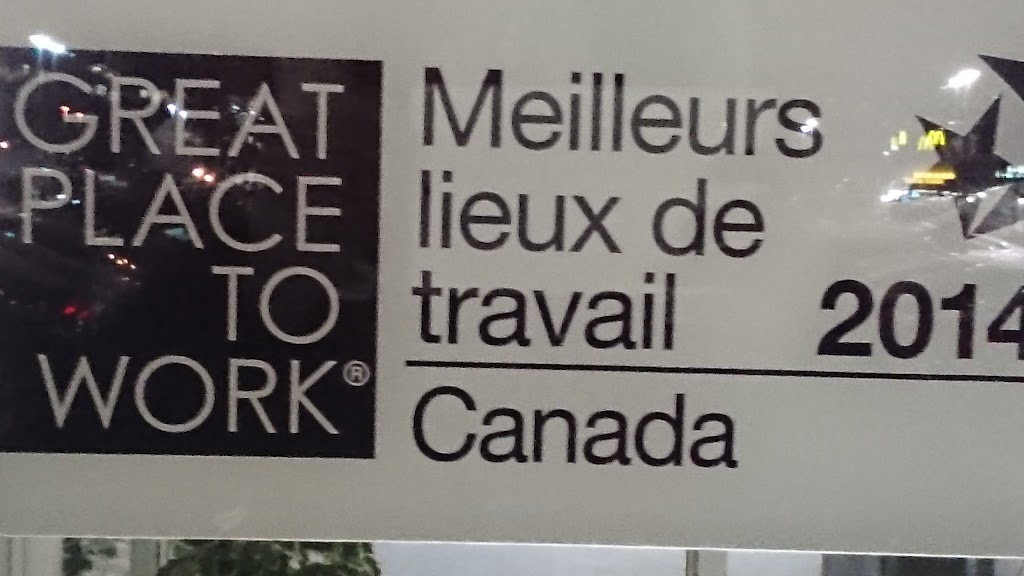 GREAT
PLACE
TO
WORK®
Meilleurs
lieux de
travail
2014
Canada